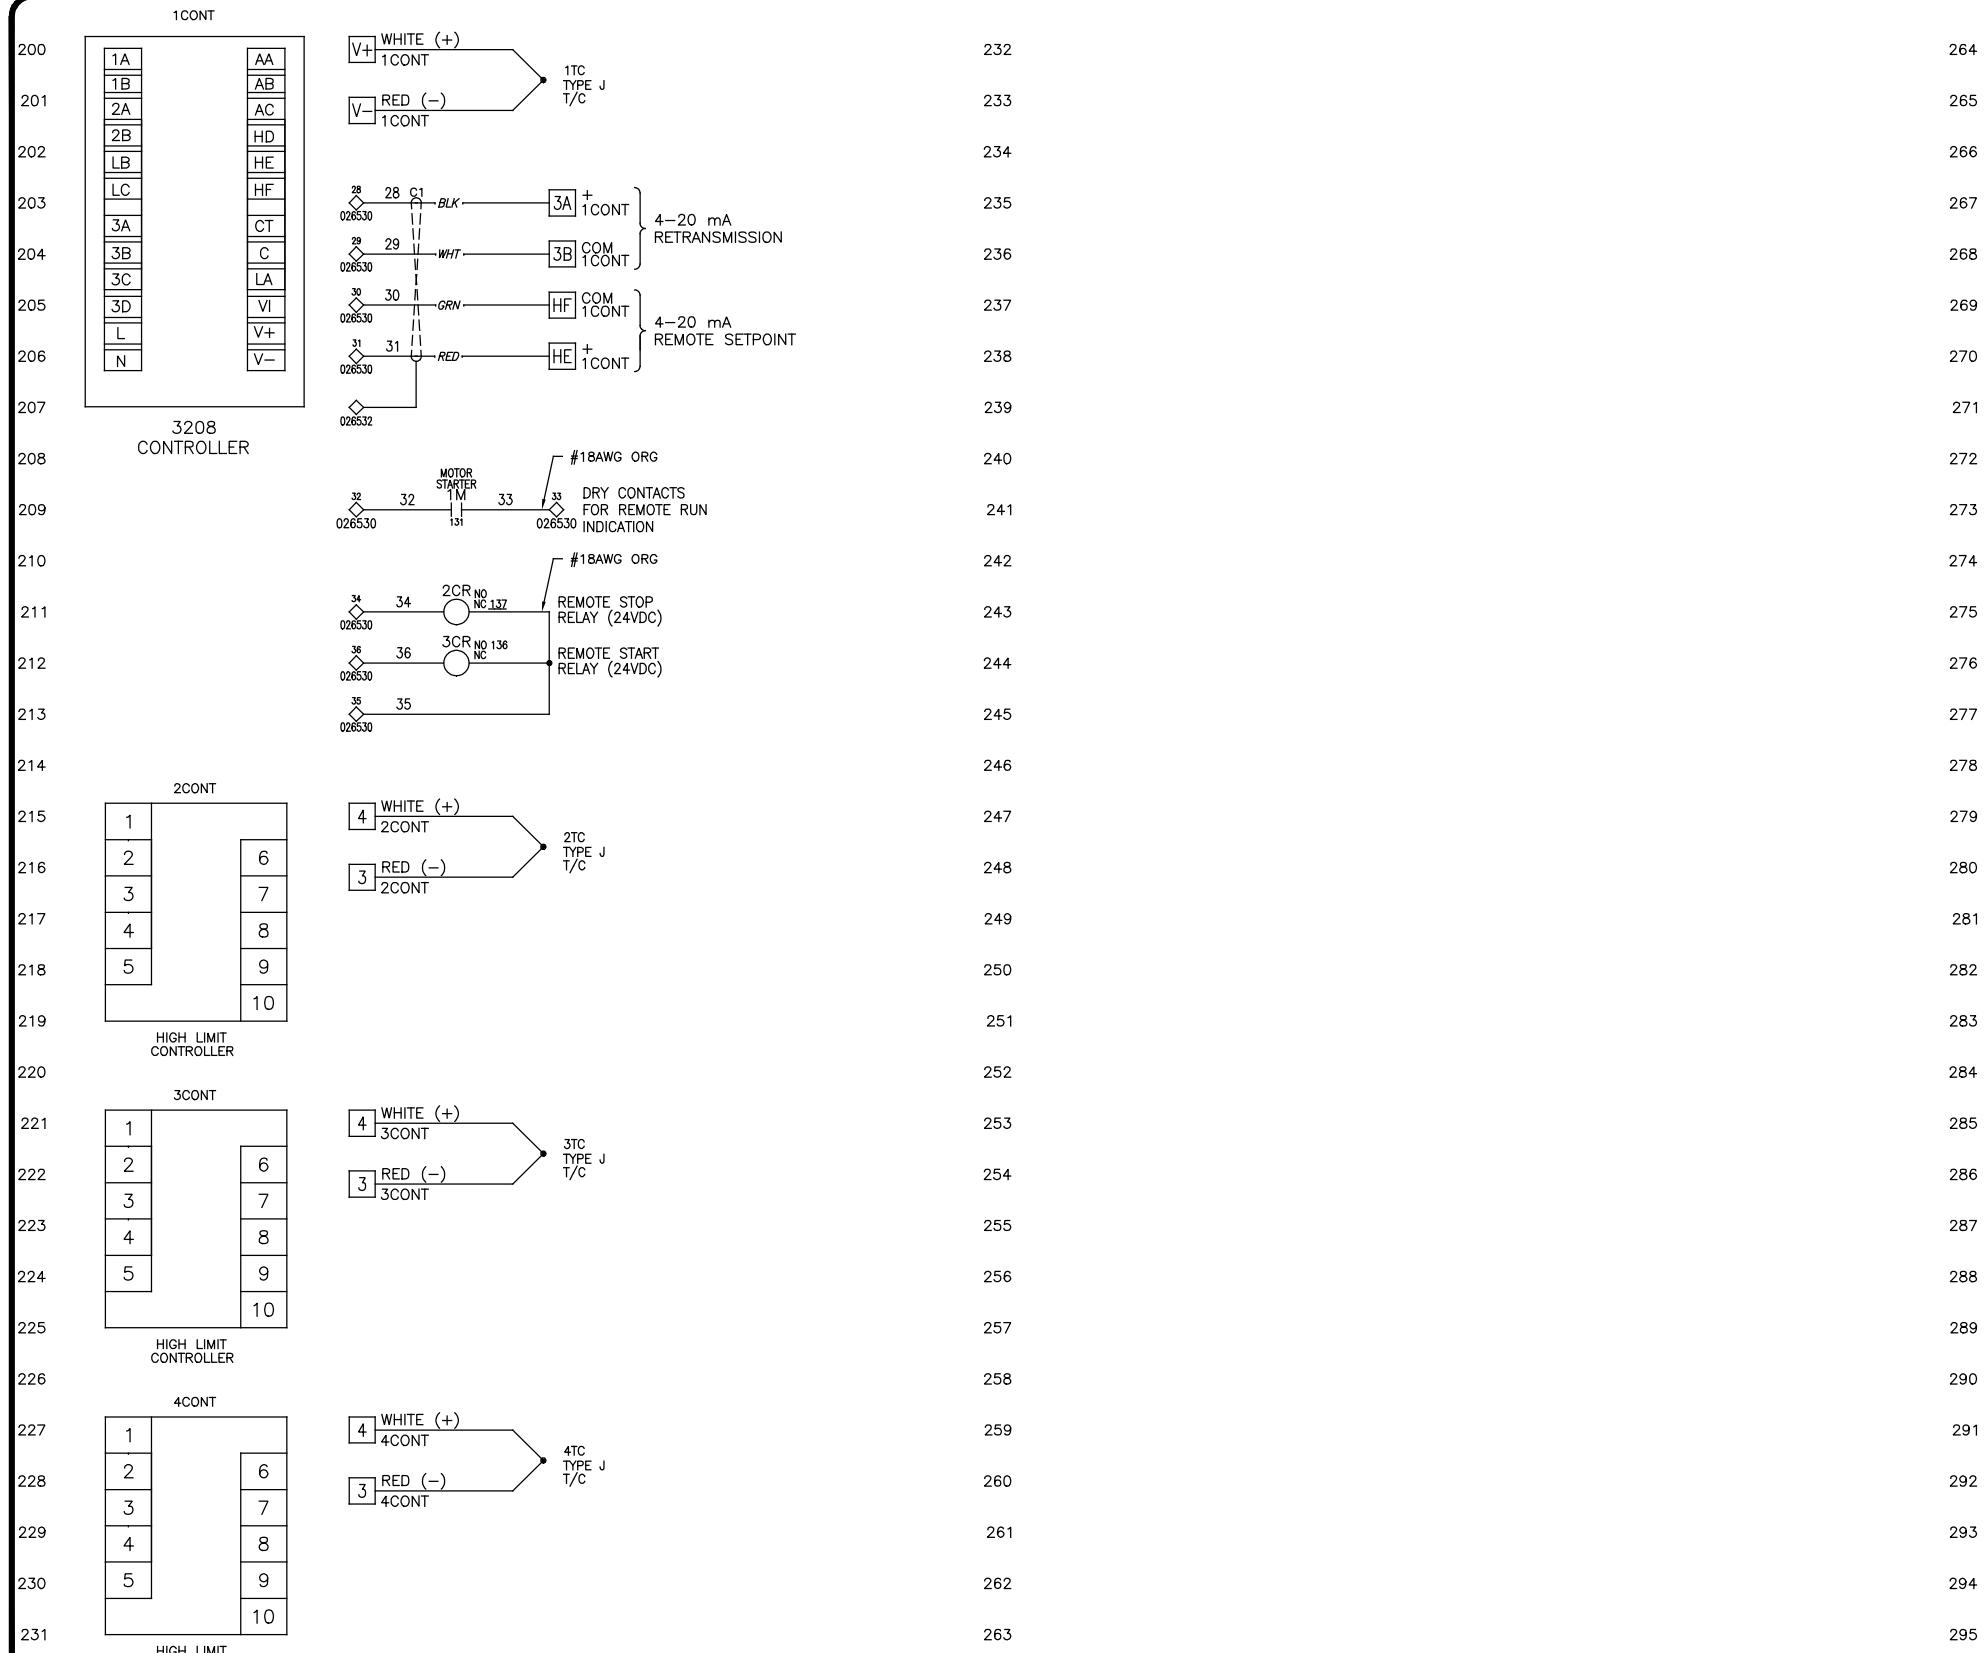 1CONT
200
1A AA
1B AB
201
2A AC
2B HD
202
LB HE
LC HF
203
3A CT
3B C
204
3C LA
205
3D VI
L V+
206
N V-
207
3208
CONTROLLER
V+ WHITE (+)
1CONT
V- RED (-)
1CONT
1TC
TYPE J
T/C
28 28 C1 BLK 3A +
026530 1CONT
29 29 WHT 3B COM
026530 1CONT
4-20 mA
RETRANSMISSION
30 30 GRN HF COM
026530 1CONT
31 31 RED HE +
026530 1CONT
4-20 mA
REMOTE SETPOINT
026532
208
#18AWG ORG
MOTOR
STARTER
1M
209
32 32 33 33
026530 131 026530
DRY CONTACTS
FOR REMOTE RUN
INDICATION
210
#18AWG ORG
211
34 34 2CR NO
026530 NC 137
REMOTE STOP
RELAY (24VDC)
212
36 36 3CR NO 136
026530 NC
REMOTE START
RELAY (24VDC)
213
35 35
026530
214
2CONT
215
1
2 6
216
3 7
217
4 8
218
5 9
10
219
HIGH LIMIT
CONTROLLER
4 WHITE (+)
2CONT
3 RED (-)
2CONT
2TC
TYPE J
T/C
220
3CONT
221
1
2 6
222
3 7
223
4 8
224
5 9
10
225
HIGH LIMIT
CONTROLLER
4 WHITE (+)
3CONT
3 RED (-)
3CONT
3TC
TYPE J
T/C
226
4CONT
227
1
2 6
228
3 7
229
4 8
230
5 9
10
231
HIGH LIMIT
4 WHITE (+)
4CONT
3 RED (-)
4CONT
4TC
TYPE J
T/C
232
233
234
235
236
237
238
239
240
241
242
243
244
245
246
247
248
249
250
251
252
253
254
255
256
257
258
259
260
261
262
263
264
265
266
267
268
269
270
271
272
273
274
275
276
277
278
279
280
281
282
283
284
285
286
287
288
289
290
291
292
293
294
295